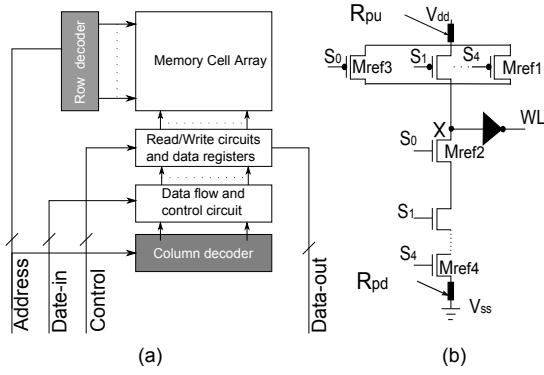 Row decoder
Memory Cell Array
Read/Write circuits
and data registers
Data flow and
control circuit
Column decoder
Address
Date-in
Control
Data-out
(a)
Rpu
Vdd
S0
Mref3
S1
S4
Mref1
X
WL
S0
Mref2
S1
S4
Mref4
Rpd
Vss
(b)